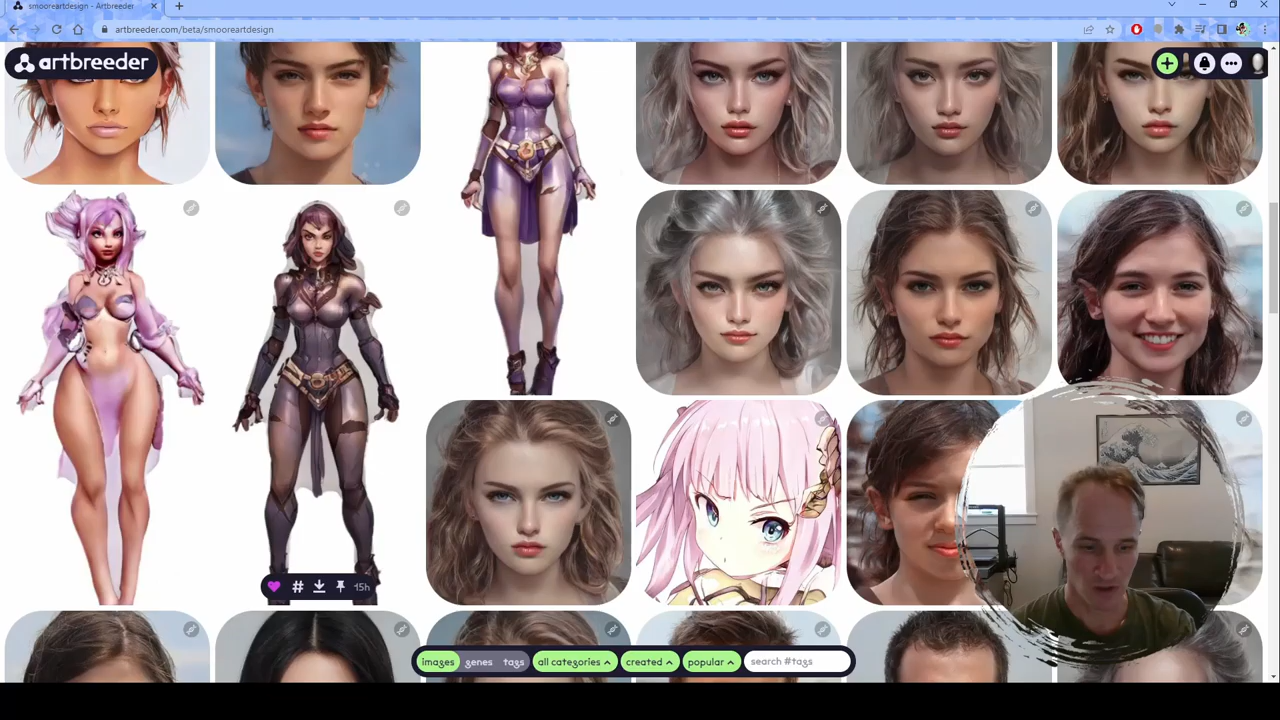 smooreartdesign - Artbreeder
artbreeder.com/beta/smooreartdesign
artbreeder
15h
images genes tags all categories created popular search #tags